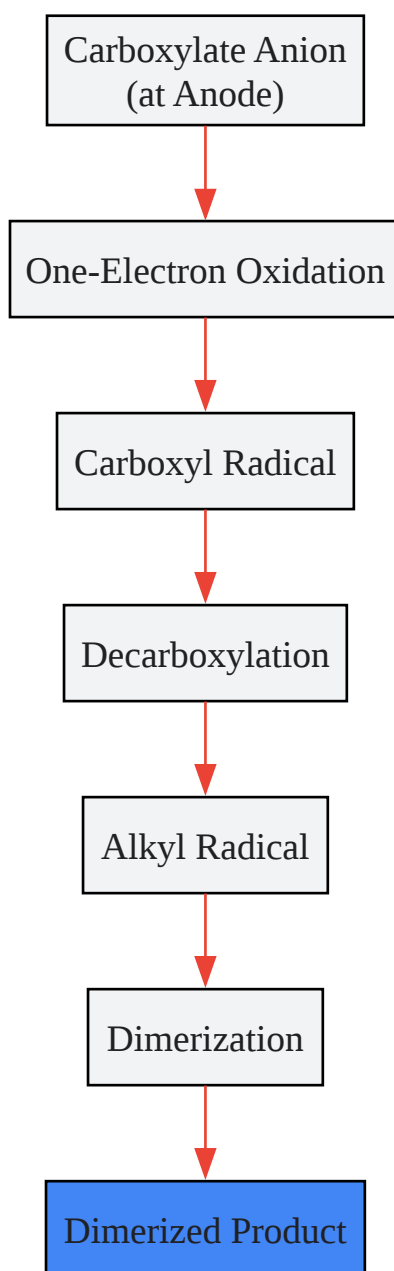 Carboxylate Anion
(at Anode)
One-Electron Oxidation
Carboxyl Radical
Decarboxylation
Alkyl Radical
Dimerization
Dimerized Product